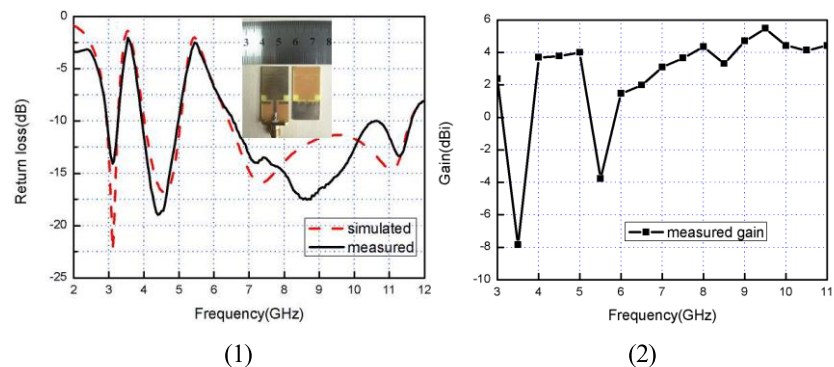 0
-5
-10
-15
-20
-25
Return loss(dB)
2 3 4 5 6 7 8 9 10 11 12
Frequency(GHz)
3 4 5 6 7 8
simulated
measured
(1)
6
4
2
0
-2
-4
-6
-8
-10
Gain(dBi)
3 4 5 6 7 8 9 10 11
Frequency(GHz)
measured gain
(2)